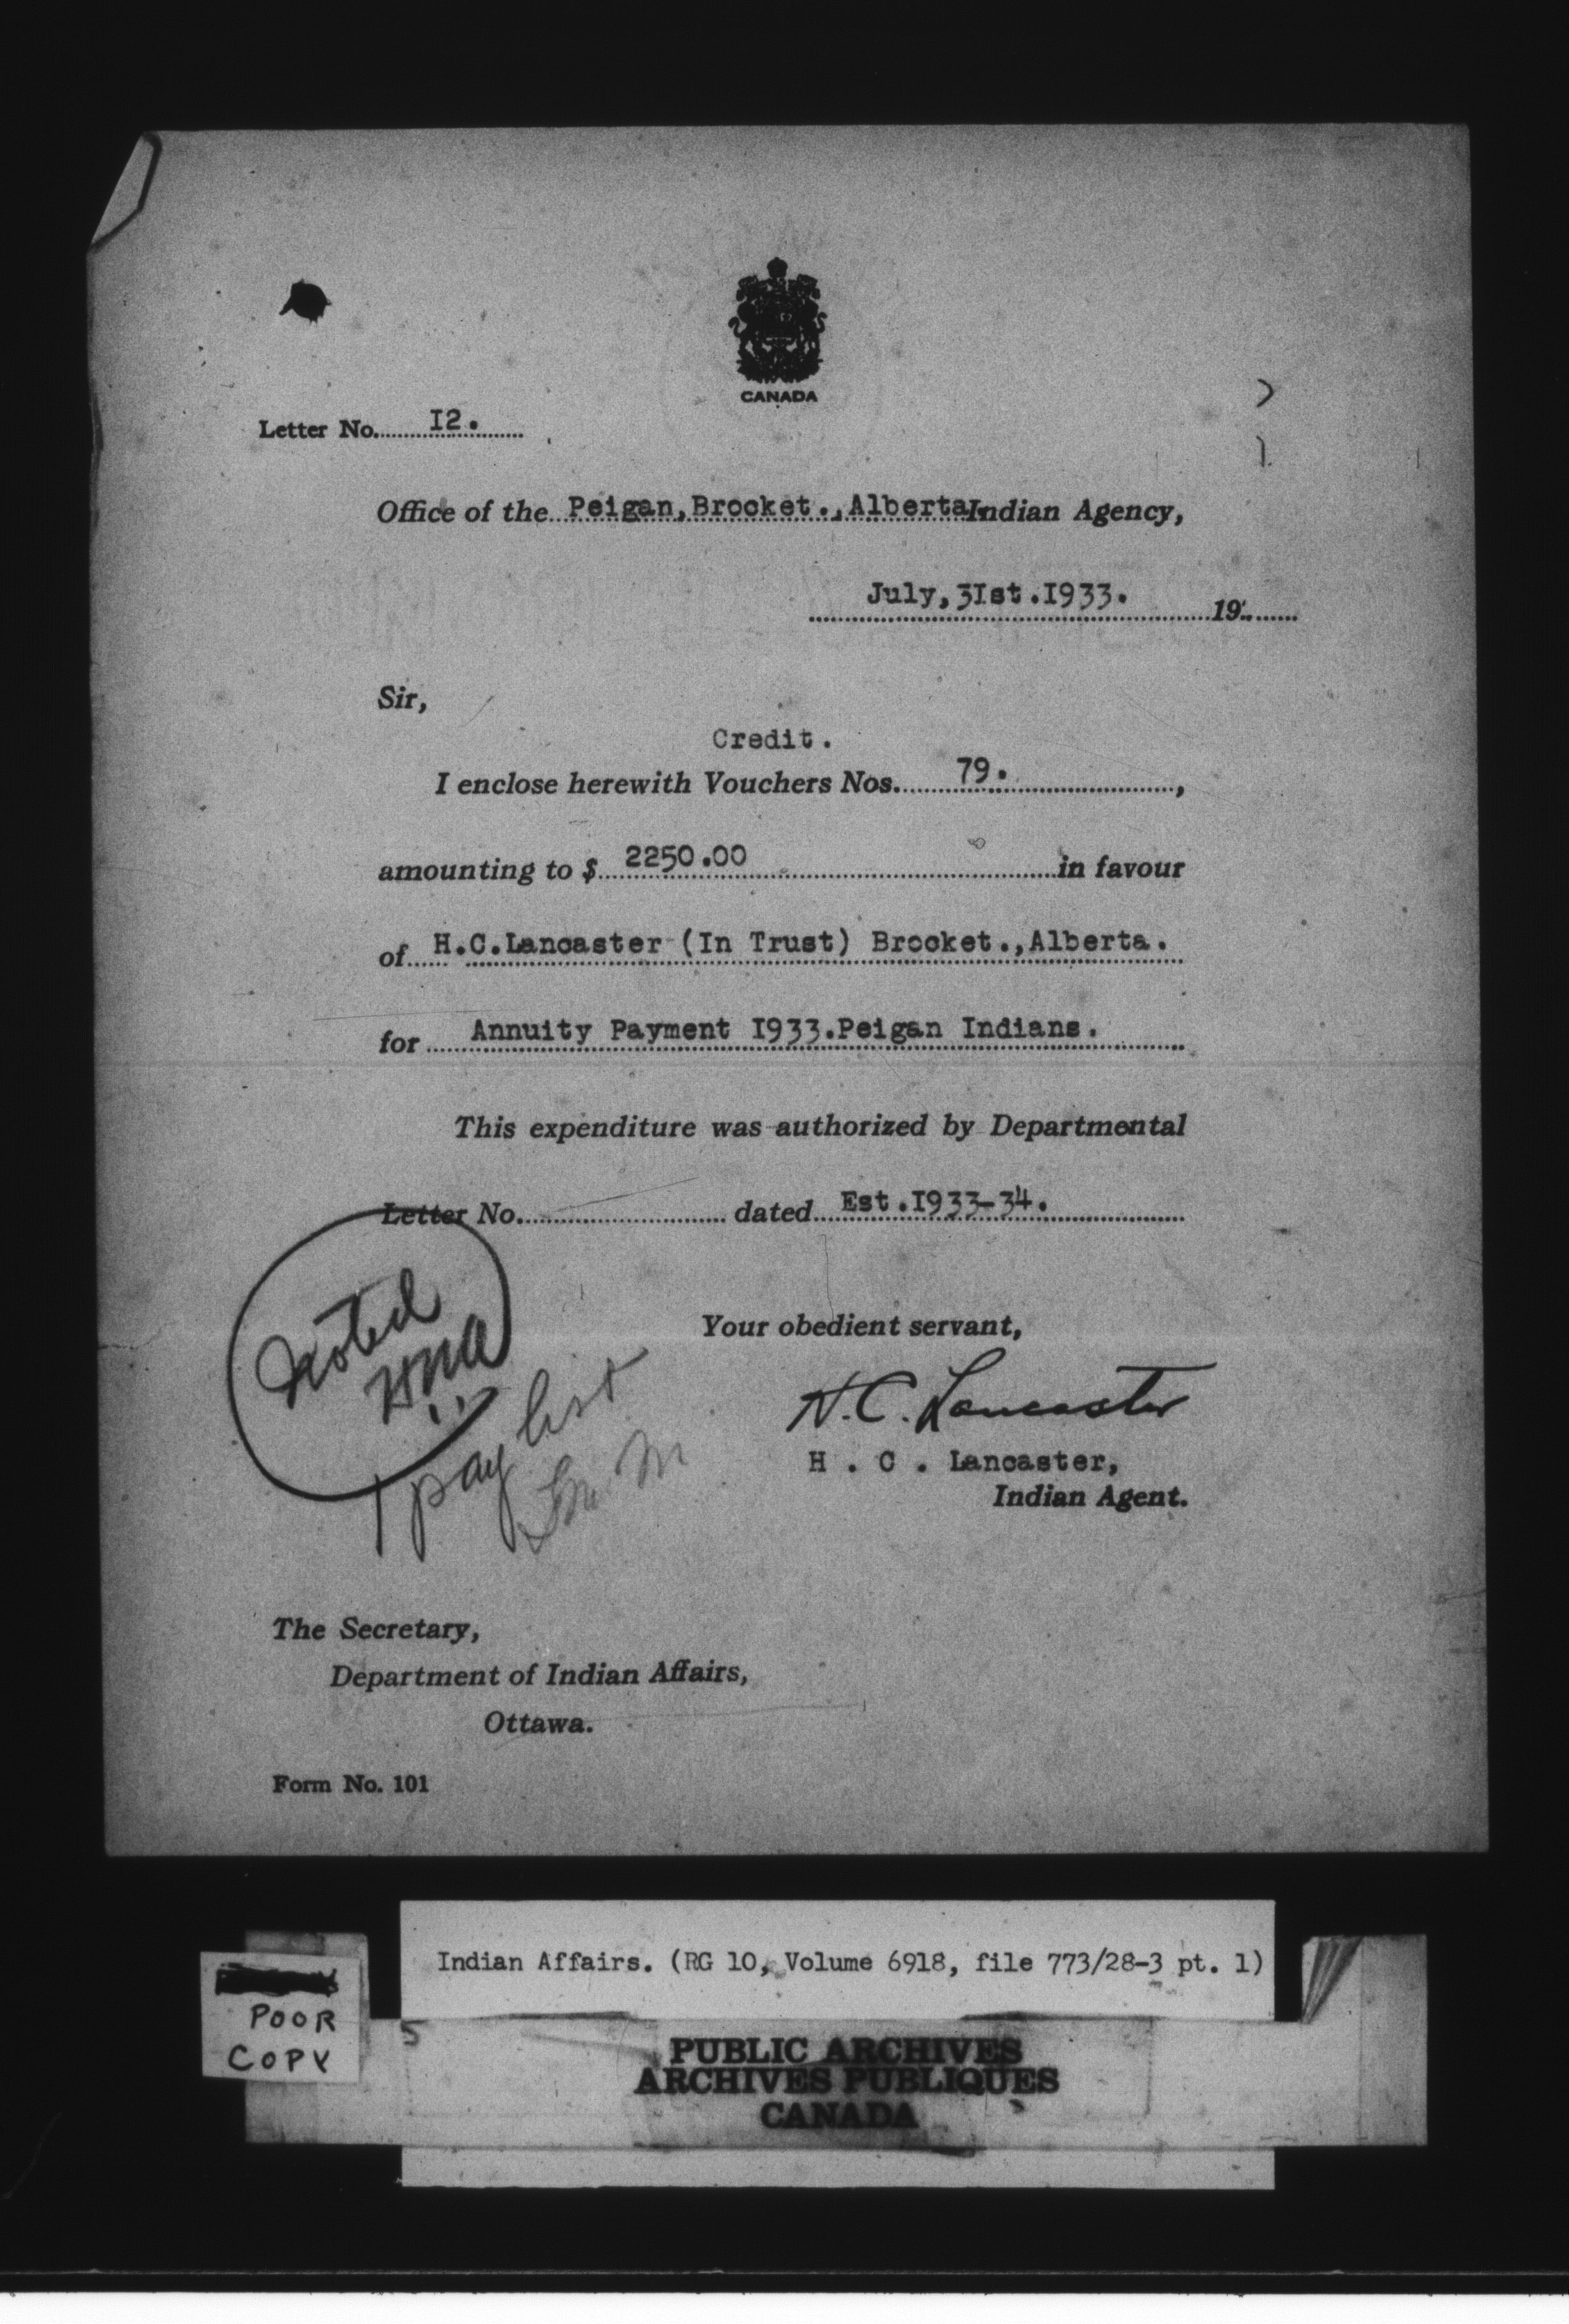 CANADA
Letter No. I2.
Office of the Peigan,Brocket.,Alberta. Indian Agency,
July,3Ist.I933. 19
Sir,
Credit.
I enclose herewith Vouchers Nos. 79. ,
amounting to $ 2250.00 in favour
of H.C.Lancaster (In Trust) Brocket.,Alberta.
for Annuity Payment I933.Peigan Indians.
This expenditure was authorized by Departmental
Letter No. dated Est.I933-34.
Noted
Your obedient servant,
H.C. Lancaster
1 pay list
H . C . Lancaster,
Indian Agent.
The Secretary,
Department of Indian Affairs,
Ottawa.
Form No. 101
Indian Affairs. (RG 10, Volume 6918, file 773/28-3 pt. 1)
POOR
COPY
5
PUBLIC ARCHIVES
ARCHIVES PUBLIQUES
CANADA